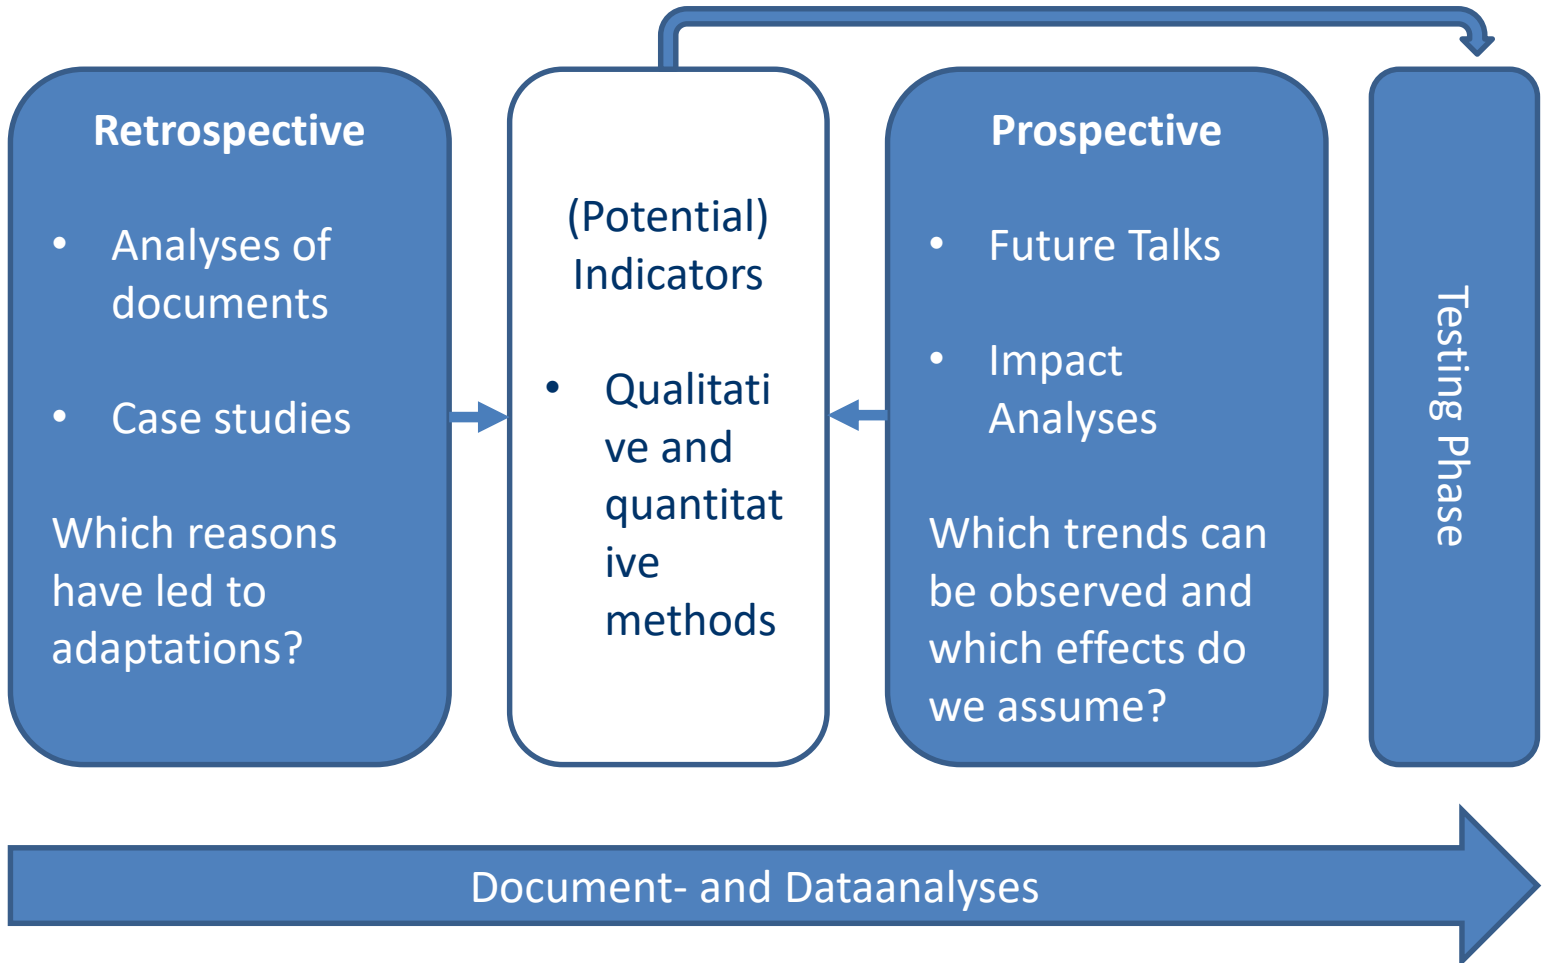 Retrospective
• Analyses of
documents
• Case studies
Which reasons
have led to
adaptations?
(Potential)
Indicators
• Qualitati
ve and
quantitat
ive
methods
Prospective
• Future Talks
• Impact
Analyses
Which trends can
be observed and
which effects do
we assume?
Testing Phase
Document- and Dataanalyses